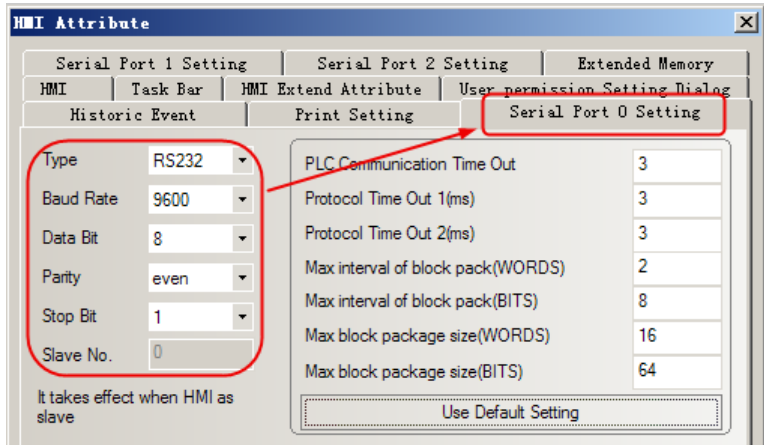 HMI Attribute
Serial Port 1 Setting
Serial Port 2 Setting
Extended Memory
HMI
Task Bar
HMI Extend Attribute
User permission Setting Dialog
Historic Event
Print Setting
Serial Port 0 Setting
Type RS232
Baud Rate 9600
Data Bit 8
Parity even
Stop Bit 1
Slave No. 0
It takes effect when HMI as
slave
PLC Communication Time Out 3
Protocol Time Out 1(ms) 3
Protocol Time Out 2(ms) 3
Max interval of block pack(WORDS) 2
Max interval of block pack(BITS) 8
Max block package size(WORDS) 16
Max block package size(BITS) 64
Use Default Setting